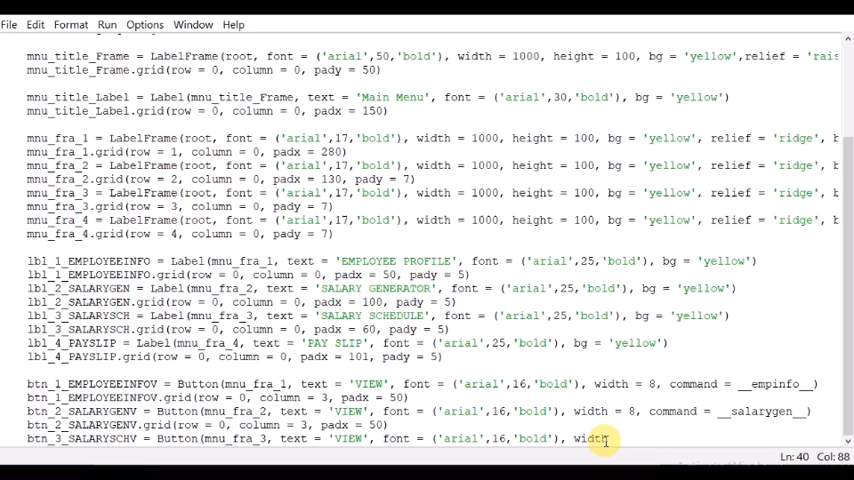 File Edit Format Run Options Window Help
mnu_title_Frame = LabelFrame(root, font = ('arial',50,'bold'), width = 1000, height = 100, bg = 'yellow',relief = 'rais
mnu_title_Frame.grid(row = 0, column = 0, pady = 50)
mnu_title_Label = Label(mnu_title_Frame, text = 'Main Menu', font = ('arial',30,'bold'), bg = 'yellow')
mnu_title_Label.grid(row = 0, column = 0, padx = 150)
mnu_fra_1 = LabelFrame(root, font = ('arial',17,'bold'), width = 1000, height = 100, bg = 'yellow', relief = 'ridge', b
mnu_fra_1.grid(row = 1, column = 0, padx = 280)
mnu_fra_2 = LabelFrame(root, font = ('arial',17,'bold'), width = 1000, height = 100, bg = 'yellow', relief = 'ridge', b
mnu_fra_2.grid(row = 2, column = 0, padx = 130, pady = 7)
mnu_fra_3 = LabelFrame(root, font = ('arial',17,'bold'), width = 1000, height = 100, bg = 'yellow', relief = 'ridge', b
mnu_fra_3.grid(row = 3, column = 0, pady = 7)
mnu_fra_4 = LabelFrame(root, font = ('arial',17,'bold'), width = 1000, height = 100, bg = 'yellow', relief = 'ridge', b
mnu_fra_4.grid(row = 4, column = 0, pady = 7)
lbl_1_EMPLOYEEINFO = Label(mnu_fra_1, text = 'EMPLOYEE PROFILE', font = ('arial',25,'bold'), bg = 'yellow')
lbl_1_EMPLOYEEINFO.grid(row = 0, column = 0, padx = 50, pady = 5)
lbl_2_SALARYGEN = Label(mnu_fra_2, text = 'SALARY GENERATOR', font = ('arial',25,'bold'), bg = 'yellow')
lbl_2_SALARYGEN.grid(row = 0, column = 0, padx = 100, pady = 5)
lbl_3_SALARYSCH = Label(mnu_fra_3, text = 'SALARY SCHEDULE', font = ('arial',25,'bold'), bg = 'yellow')
lbl_3_SALARYSCH.grid(row = 0, column = 0, padx = 60, pady = 5)
lbl_4_PAYSLIP = Label(mnu_fra_4, text = 'PAY SLIP', font = ('arial',25,'bold'), bg = 'yellow')
lbl_4_PAYSLIP.grid(row = 0, column = 0, padx = 101, pady = 5)
btn_1_EMPLOYEEINFOV = Button(mnu_fra_1, text = 'VIEW', font = ('arial',16,'bold'), width = 8, command = __empinfo__)
btn_1_EMPLOYEEINFOV.grid(row = 0, column = 3, padx = 50)
btn_2_SALARYGENV = Button(mnu_fra_2, text = 'VIEW', font = ('arial',16,'bold'), width = 8, command = __salarygen__)
btn_2_SALARYGENV.grid(row = 0, column = 3, padx = 50)
btn_3_SALARYSCHV = Button(mnu_fra_3, text = 'VIEW', font = ('arial',16,'bold'), width
Ln: 40 Col: 88